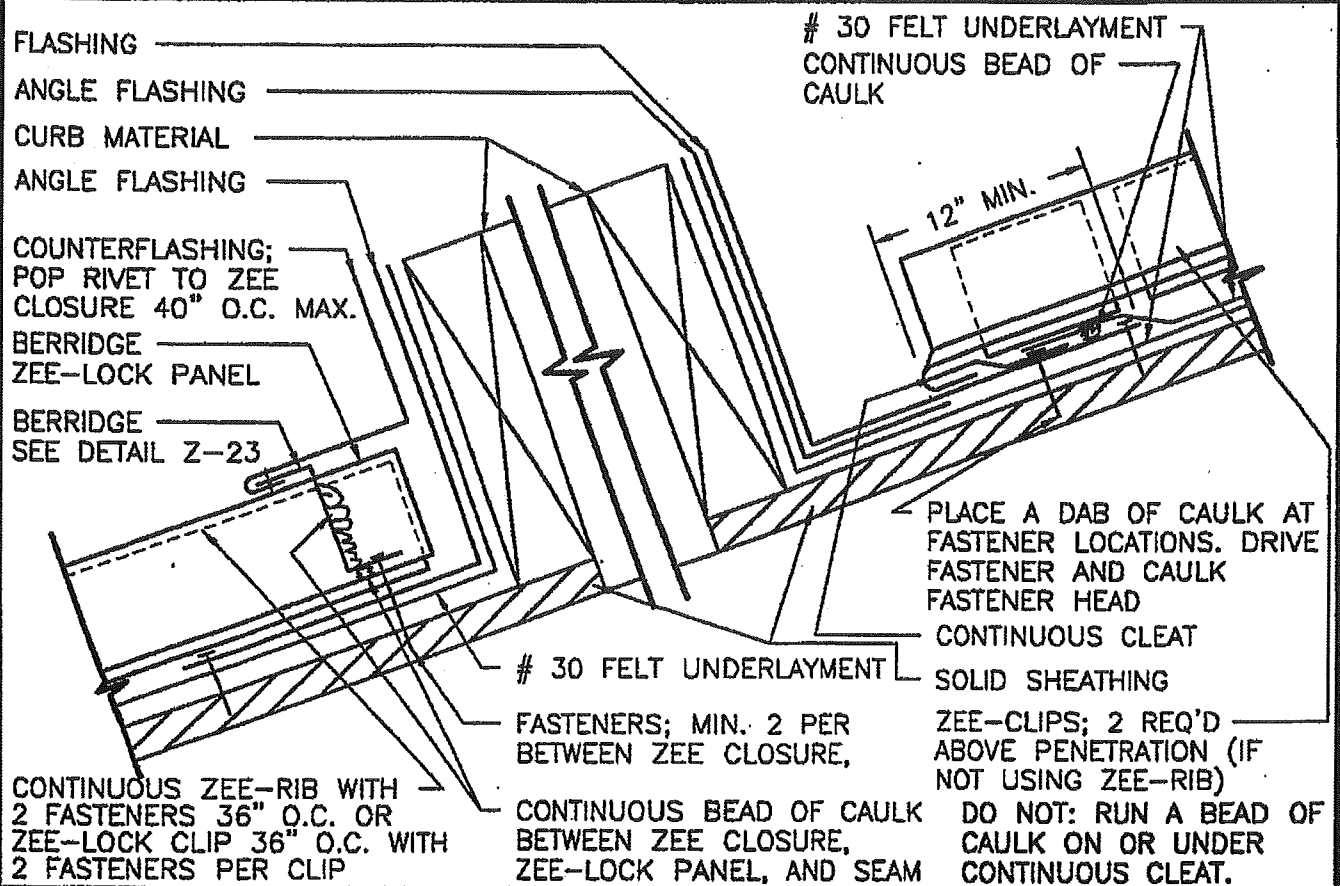 FLASHING
ANGLE FLASHING
CURB MATERIAL
ANGLE FLASHING
COUNTERFLASHING;
POP RIVET TO ZEE
CLOSURE 40" O.C. MAX.
BERRIDGE
ZEE-LOCK PANEL
BERRIDGE
SEE DETAIL Z-23
# 30 FELT UNDERLAYMENT
CONTINUOUS BEAD OF
CAULK
12" MIN.
PLACE A DAB OF CAULK AT
FASTENER LOCATIONS. DRIVE
FASTENER AND CAULK
FASTENER HEAD
CONTINUOUS CLEAT
SOLID SHEATHING
ZEE-CLIPS; 2 REQ'D
ABOVE PENETRATION (IF
NOT USING ZEE-RIB)
DO NOT: RUN A BEAD OF
CAULK ON OR UNDER
CONTINUOUS CLEAT.
# 30 FELT UNDERLAYMENT
FASTENERS; MIN. 2 PER
BETWEEN ZEE CLOSURE,
CONTINUOUS BEAD OF CAULK
BETWEEN ZEE CLOSURE,
ZEE-LOCK PANEL, AND SEAM
CONTINUOUS ZEE-RIB WITH
2 FASTENERS 36" O.C. OR
ZEE-LOCK CLIP 36" O.C. WITH
2 FASTENERS PER CLIP